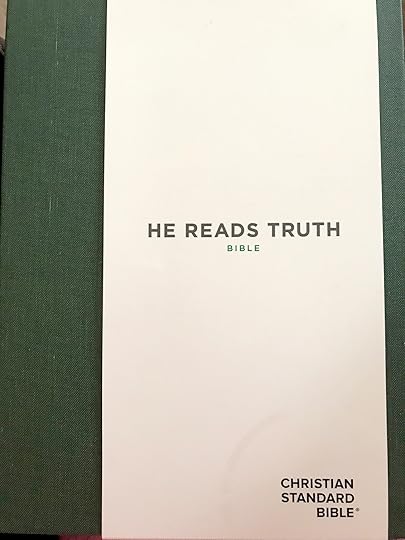 HE READS TRUTH
BIBLE
CHRISTIAN
STANDARD
BIBLE®